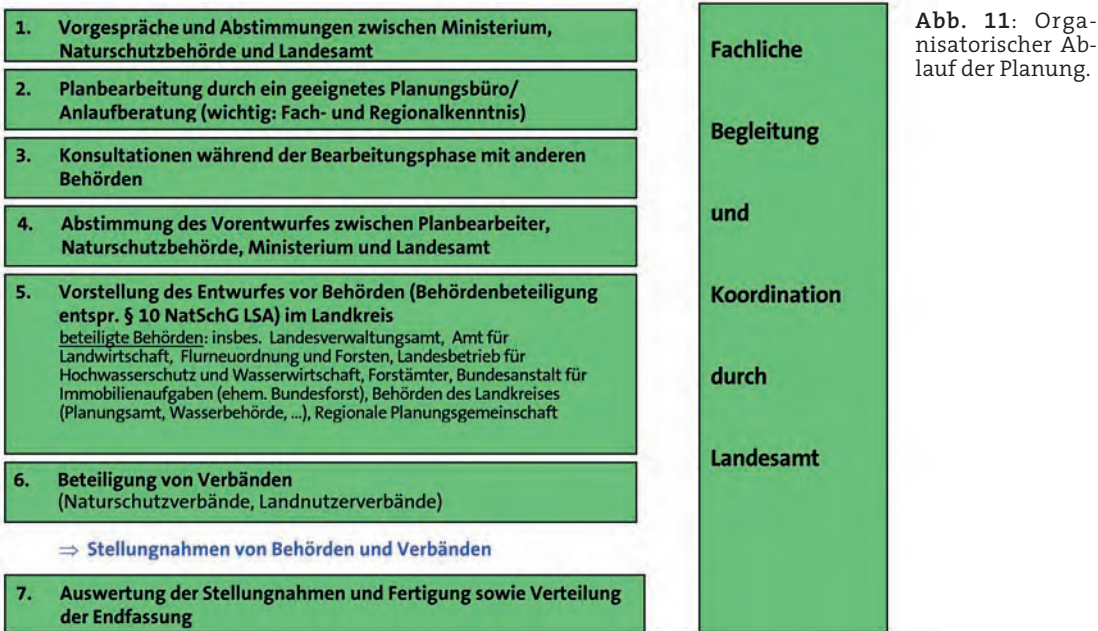 1. Vorgespräche und Abstimmungen zwischen Ministerium,
Naturschutzbehörde und Landesamt
2. Planbearbeitung durch ein geeignetes Planungsbüro/
Anlaufberatung (wichtig: Fach- und Regionalkenntnis)
3. Konsultationen während der Bearbeitungsphase mit anderen
Behörden
4. Abstimmung des Vorentwurfes zwischen Planbearbeiter,
Naturschutzbehörde, Ministerium und Landesamt
5. Vorstellung des Entwurfes vor Behörden (Behördenbeteiligung
entspr. § 10 NatSchG LSA) im Landkreis
beteiligte Behörden: insbes. Landesverwaltungsamt, Amt für
Landwirtschaft, Flurneuordnung und Forsten, Landesbetrieb für
Hochwasserschutz und Wasserwirtschaft, Forstämter, Bundesanstalt für
Immobilienaufgaben (ehem. Bundesforst), Behörden des Landkreises
(Planungsamt, Wasserbehörde, ...), Regionale Planungsgemeinschaft
6. Beteiligung von Verbänden
(Naturschutzverbände, Landnutzerverbände)
⇒ Stellungnahmen von Behörden und Verbänden
7. Auswertung der Stellungnahmen und Fertigung sowie Verteilung
der Endfassung
Fachliche
Begleitung
und
Koordination
durch
Landesamt
Abb. 11: Orga-
nisatorischer Ab-
lauf der Planung.